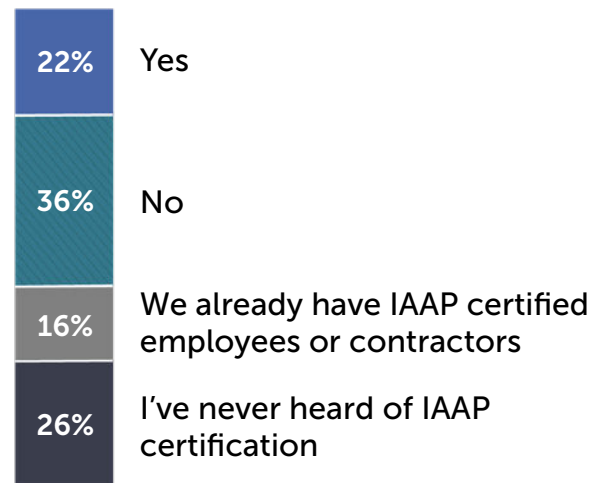 22% Yes
36% No
16% We already have IAAP certified
employees or contractors
26% I've never heard of IAAP
certification